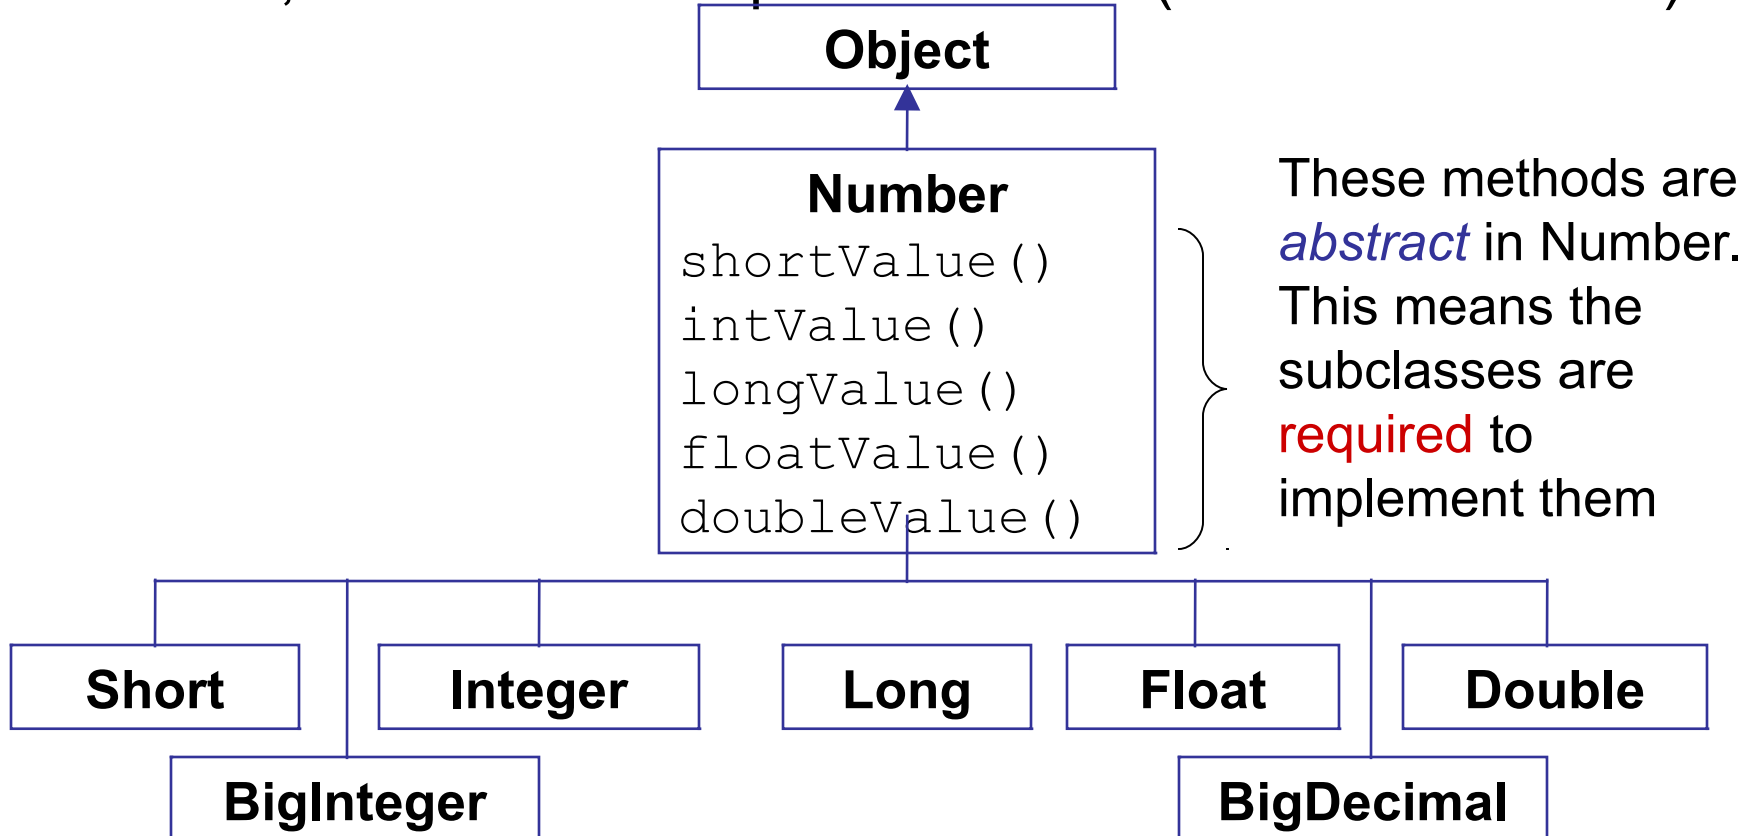 Object
Number
shortValue()
intValue()
longValue()
floatValue()
doubleValue()
These methods are
abstract in Number.
This means the
subclasses are
required to
implement them
Short
Integer
Long
Float
Double
BigInteger
BigDecimal